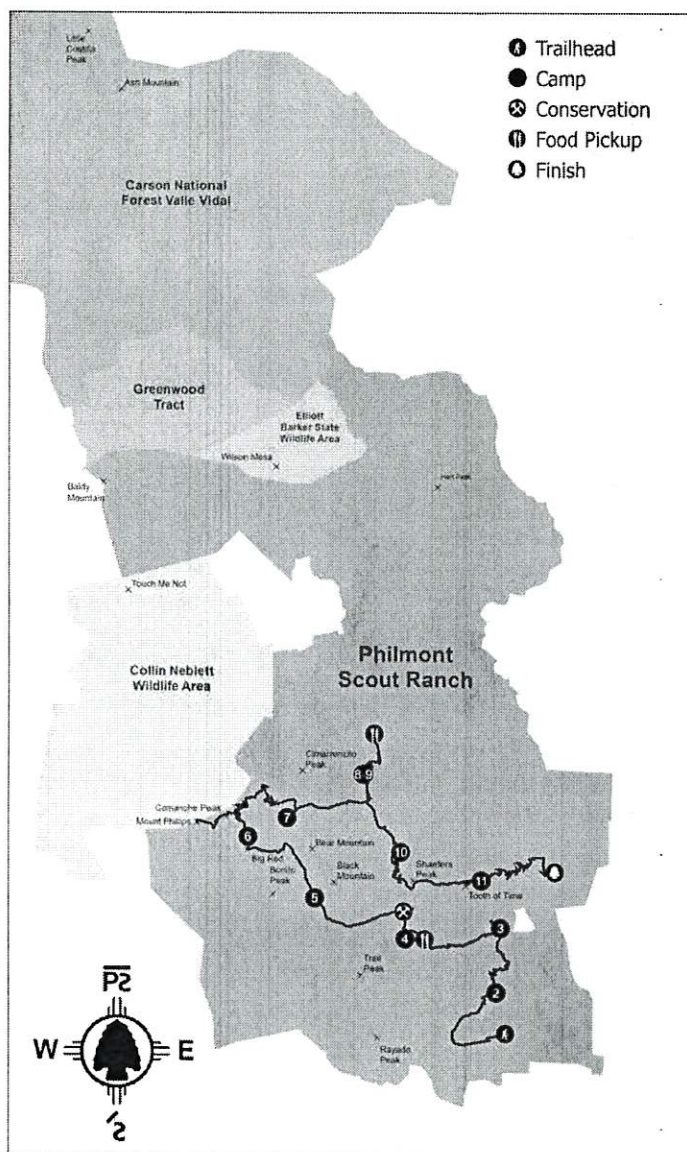 Little
Costilla
Peak
Ash Mountain
Trailhead
Camp
Conservation
Food Pickup
Finish
Carson National
Forest Valle Vidal
Greenwood
Tract
Elliott
Barker State
Wildlife Area
Wilson Mesa
Baldy
Mountain
Hart Peak
Touch Me Not
Collin Neblett
Wildlife Area
Philmont
Scout Ranch
Cimarroncito
Peak
8 9
Comanche Peak
Mount Phillips
7
6
Bear Mountain
10
Big Red
Black
Mountain
Shaefers
Peak
11
Bonito
Peak
Tooth of Time
5
4
3
Trail
Peak
2
Rayado
Peak
W
E
S